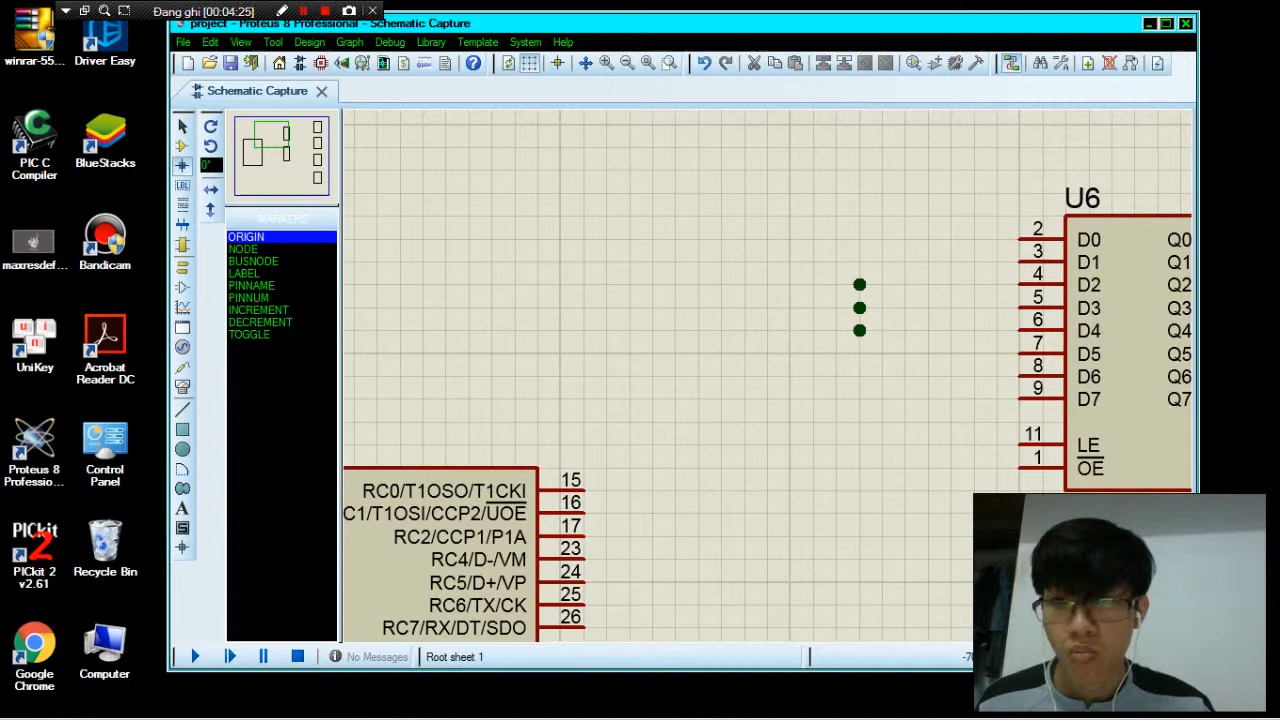 Đang ghi [00:04:25]
project - Proteus 8 Professional - Schematic Capture
File Edit View Tool Design Graph Debug Library Template System Help
Schematic Capture
winrar-55...
Driver Easy
PIC C Compiler
BlueStacks
maxresdef...
Bandicam
UniKey
Acrobat Reader DC
Proteus 8 Professio...
Control Panel
PICkit 2 v2.61
Recycle Bin
Google Chrome
Computer
0°
LBL
MARKERS
ORIGIN
NODE
BUSNODE
LABEL
PINNAME
PINNUM
INCREMENT
DECREMENT
TOGGLE
U6
2 D0 Q0
3 D1 Q1
4 D2 Q2
5 D3 Q3
6 D4 Q4
7 D5 Q5
8 D6 Q6
9 D7 Q7
11 LE
1 OE
RC0/T1OSO/T1CKI 15
C1/T1OSI/CCP2/UOE 16
RC2/CCP1/P1A 17
RC4/D-/VM 23
RC5/D+/VP 24
RC6/TX/CK 25
RC7/RX/DT/SDO 26
No Messages
Root sheet 1